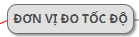 ĐƠN VỊ ĐO TỐC ĐỘ